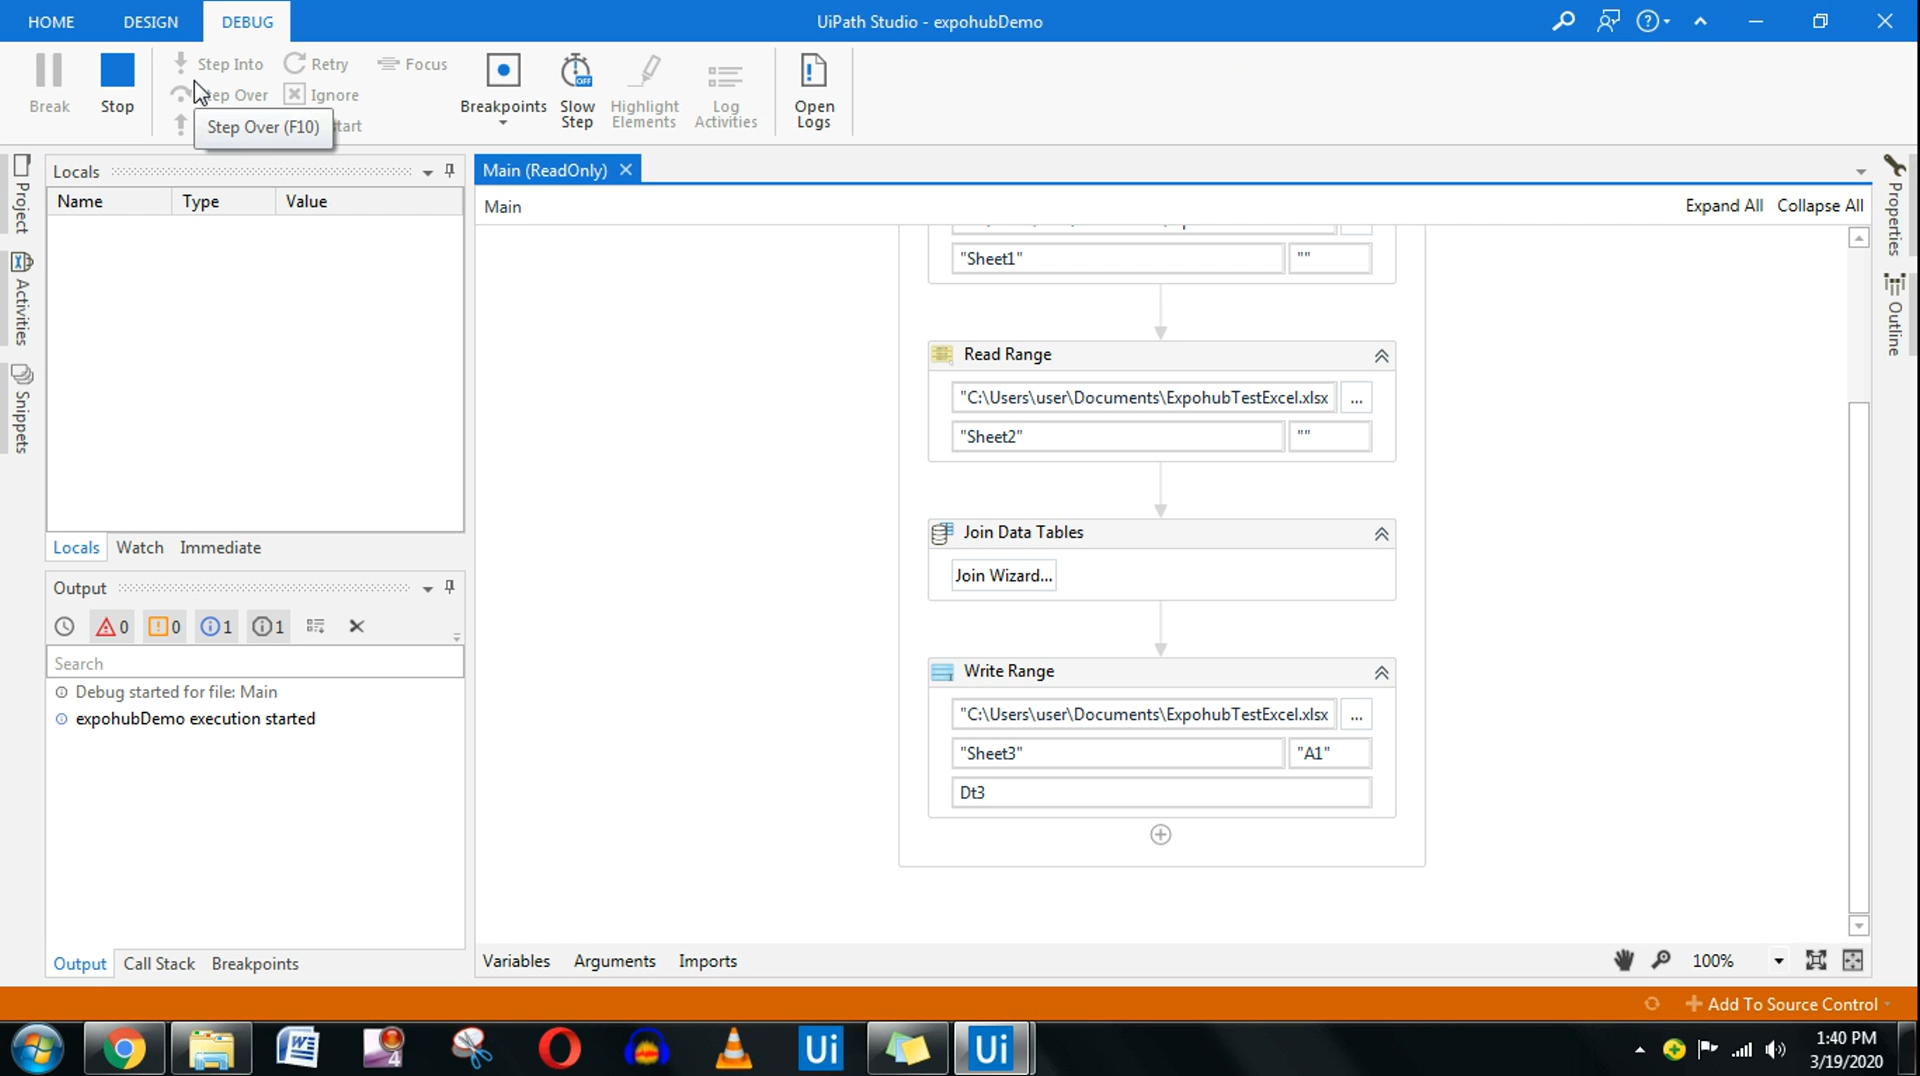 HOME DESIGN DEBUG UiPath Studio - expohubDemo
Break
Stop
Step Into
Retry
Focus
ep Over
Ignore
tart
Step Over (F10)
Breakpoints
Slow
Step
Highlight
Elements
Log
Activities
Open
Logs
Project
Activities
Snippets
Locals
Name Type Value
Locals Watch Immediate
Output
0 0 1 1
Search
Debug started for file: Main
expohubDemo execution started
Output Call Stack Breakpoints
Main (ReadOnly)
Main
Expand All Collapse All
"Sheet1" ""
Read Range
"C:\Users\user\Documents\ExpohubTestExcel.xlsx ...
"Sheet2" ""
Join Data Tables
Join Wizard...
Write Range
"C:\Users\user\Documents\ExpohubTestExcel.xlsx ...
"Sheet3" "A1"
Dt3
Variables Arguments Imports
100%
Properties
Outline
Add To Source Control
W
4
Ui
Ui
1:40 PM
3/19/2020